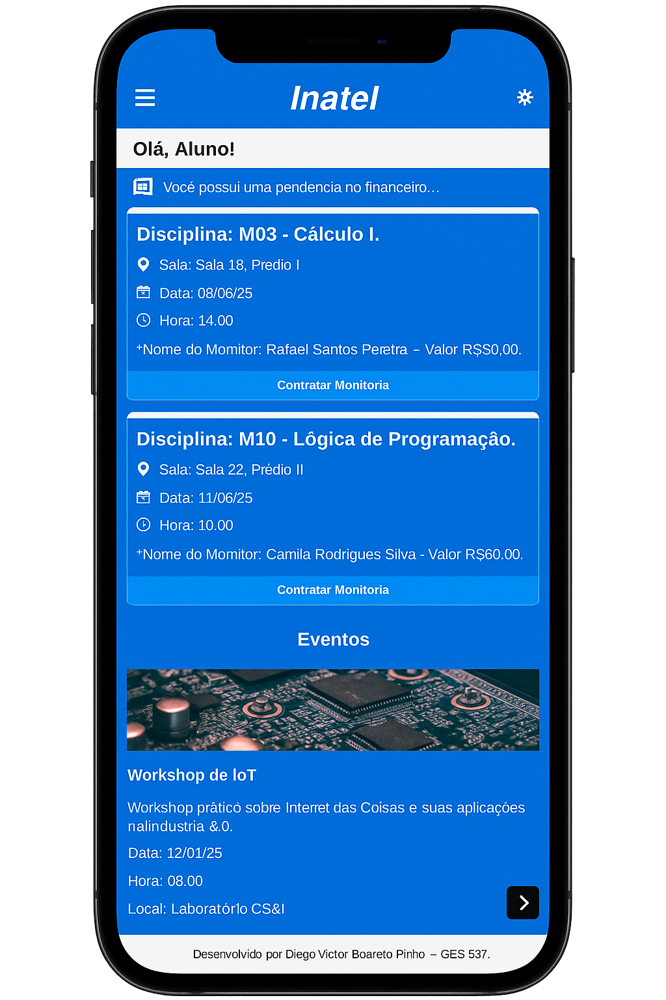 Inatel
Olá, Aluno!
Vocé possui uma pendencia no financeiro...
Disciplina: M03 - Cálculo I.
Sala: Sala 18, Predio I
Data: 08/06/25
Hora: 14.00
+Nome do Momitor: Rafael Santos Peretra – Valor R$S0,00.
Contratar Monitoria
Disciplina: M10 - Lôgica de Programaçâo.
Sala: Sala 22, Prédio II
Data: 11/06/25
Hora: 10.00
+Nome do Momitor: Camila Rodrigues Silva - Valor R$60.00.
Contratar Monitoria
Eventos
Workshop de IoT
Workshop prâticò sobre Interret das Coisas e suas aplicaçóes
nalindustria &.0.
Data: 12/01/25
Hora: 08.00
Local: Laboratór1o CS&I
Desenvolvido por Diego Victor Boareto Pinho – GES 537.